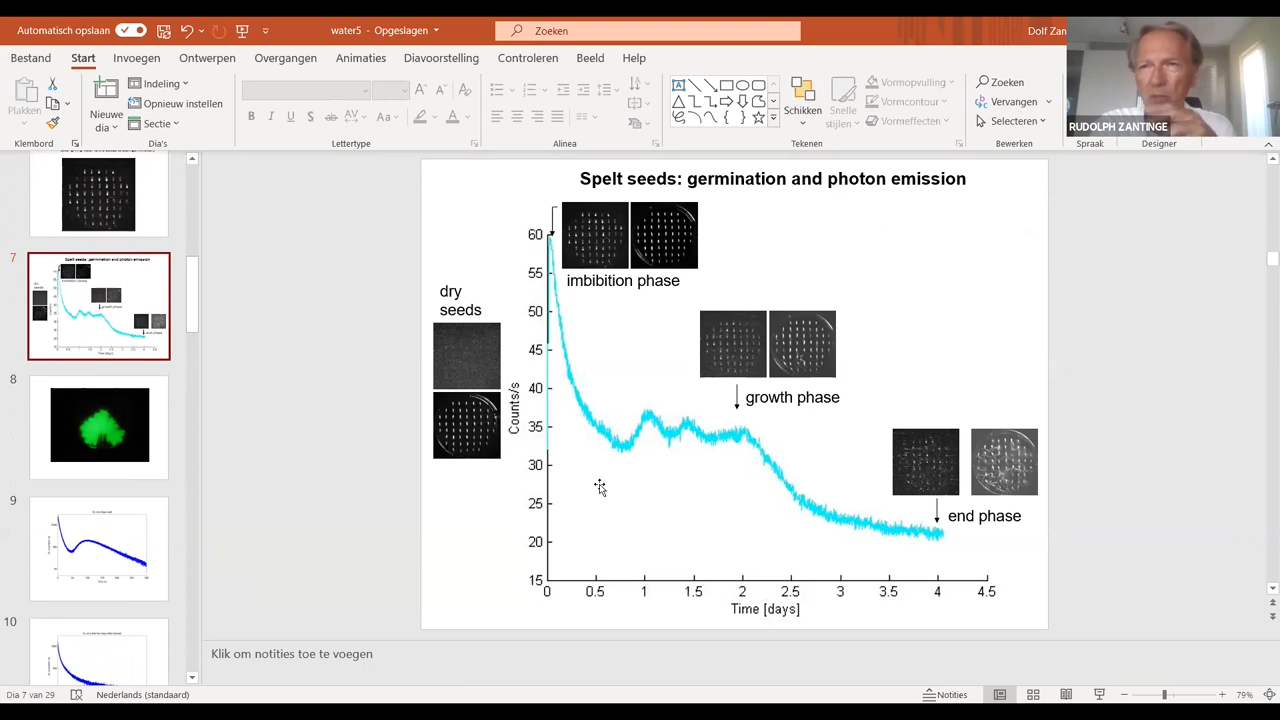 Automatisch opslaan
water5 - Opgeslagen
Zoeken
Dolf Zan
Bestand Start Invoegen Ontwerpen Overgangen Animaties Diavoorstelling Controleren Beeld Help
Plakken
Nieuwe dia
Indeling
Opnieuw instellen
Sectie
Schikken
Snelle stijlen
Vormopvulling
Vormcontour
Vormeffecten
Zoeken
Vervangen
Selecteren
RUDOLPH ZANTINGE
Klembord Dia's Lettertype Alinea Tekenen Bewerken Spraak Designer
7
8
9
10
Spelt seeds: germination and photon emission
imbibition phase
dry
seeds
growth phase
end phase
Counts/s
60
55
50
45
40
35
30
25
20
15
0 0.5 1 1.5 2 2.5 3 3.5 4 4.5
Time [days]
Klik om notities toe te voegen
Dia 7 van 29 Nederlands (standaard) Notities 79%